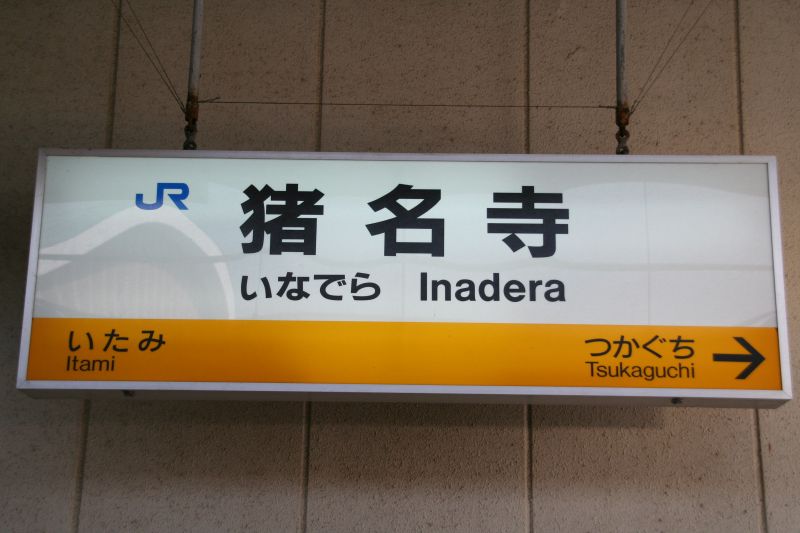 JR 猪名寺
いなでら Inadera
いたみ つかぐち →
Itami Tsukaguchi